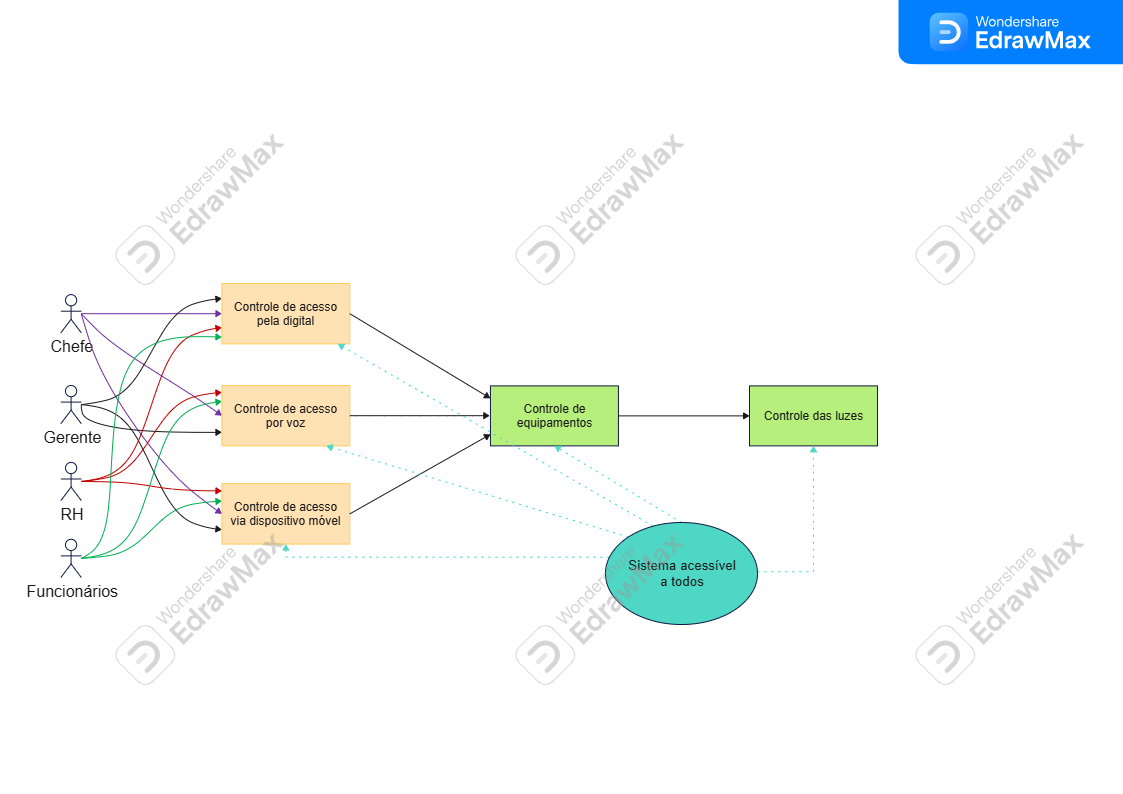 Wondershare
EdrawMax
Wondershare
EdrawMax
Wondershare
EdrawMax
Wondershare
EdrawMax
Controle de acesso
pela digital
Chefe
Controle de acesso
por voz
Controle de
equipamentos
Controle das luzes
Gerente
Controle de acesso
via dispositivo móvel
RH
Sistema acessível
a todos
Funcionários
Wondershare
EdrawMax
Wondershare
EdrawMax
Wondershare
EdrawMax